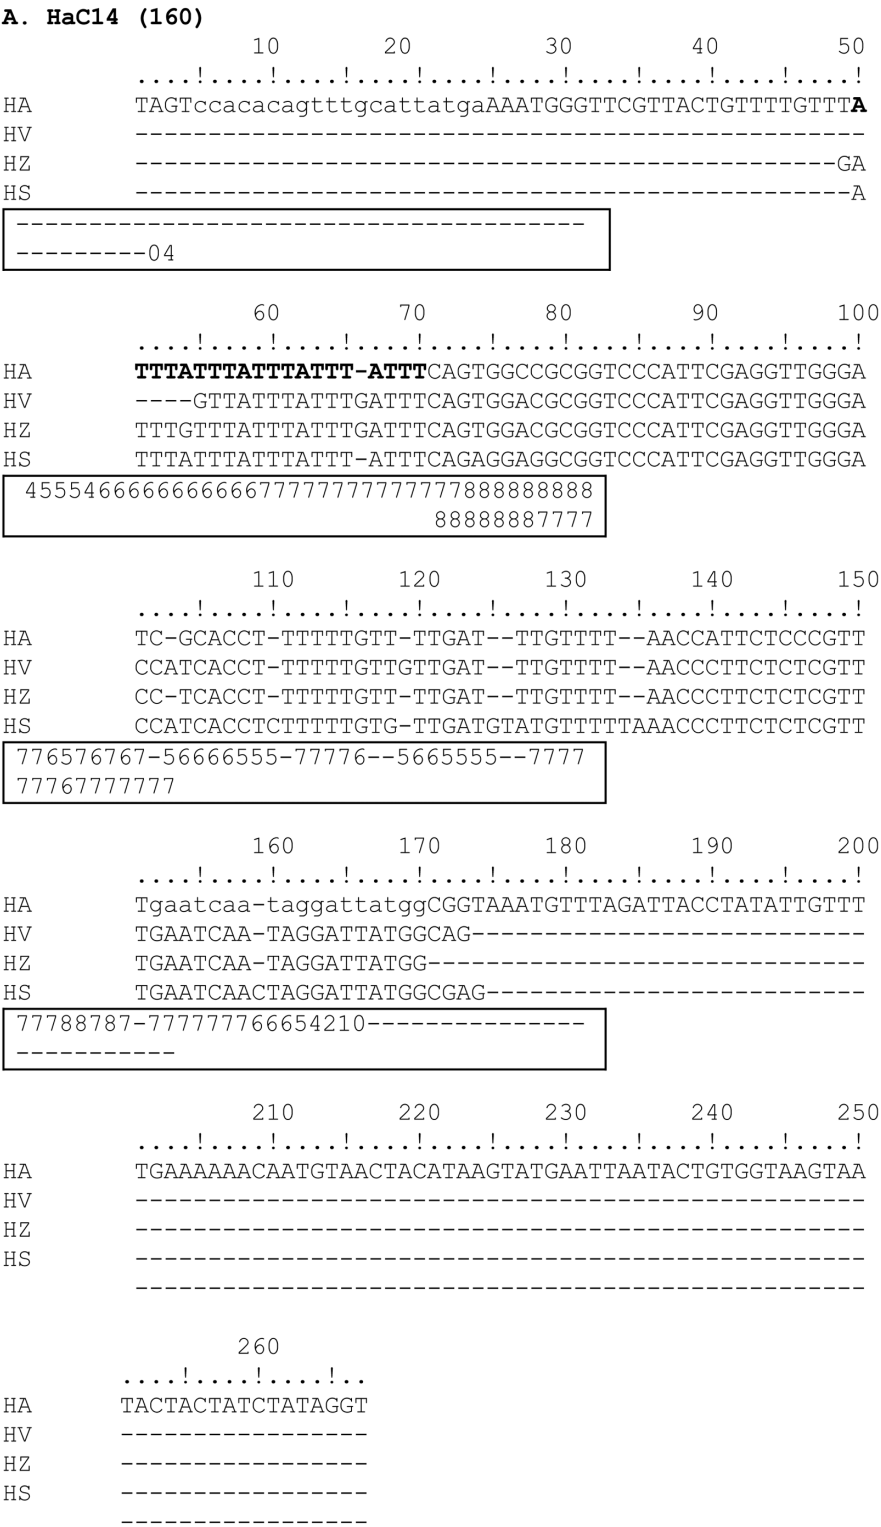 A. HaC14 (160)
10 20 30 40 50
....!....!....!....!....!....!....!....!....!....!
HA TAGTccacacagtttgcattatgaAAATGGGTTCGTTACTGTTTTGTTTA
HV --------------------------------------------------
HZ ------------------------------------------------GA
HS -------------------------------------------------A
---------------------------------------
---------04
60 70 80 90 100
....!....!....!....!....!....!....!....!....!....!
HA TTTATTTATTTATTT-ATTTCAGTGGCCGCGGTCCCATTCGAGGTTGGGA
HV ----GTTATTTATTTGATTTCAGTGGACGCGGTCCCATTCGAGGTTGGGA
HZ TTTGTTTATTTATTTGATTTCAGTGGACGCGGTCCCATTCGAGGTTGGGA
HS TTTATTTATTTATTT-ATTTCAGAGGAGGCGGTCCCATTCGAGGTTGGGA
455546666666666677777777777777888888888
88888887777
110 120 130 140 150
....!....!....!....!....!....!....!....!....!....!
HA TC-GCACCT-TTTTTGTT-TTGAT--TTGTTTT--AACCATTCTCCCGTT
HV CCATCACCT-TTTTTGTTGTTGAT--TTGTTTT--AACCCTTCTCTCGTT
HZ CC-TCACCT-TTTTTGTT-TTGAT--TTGTTTT--AACCCTTCTCTCGTT
HS CCATCACCTCTTTTTGTG-TTGATGTATGTTTTTAAACCCTTCTCTCGTT
776576767-56666555-77776--5665555--7777
77767777777
160 170 180 190 200
....!....!....!....!....!....!....!....!....!....!
HA Tgaatcaa-taggattatggCGGTAAATGTTTAGATTACCTATATTGTTT
HV TGAATCAA-TAGGATTATGGCAG---------------------------
HZ TGAATCAA-TAGGATTATGG------------------------------
HS TGAATCAACTAGGATTATGGCGAG--------------------------
77788787-777777766654210---------------
-----------
210 220 230 240 250
....!....!....!....!....!....!....!....!....!....!
HA TGAAAAAACAATGTAACTACATAAGTATGAATTAATACTGTGGTAAGTAA
HV --------------------------------------------------
HZ --------------------------------------------------
HS --------------------------------------------------
--------------------------------------------------
260
....!....!....!..
HA TACTACTATCTATAGGT
HV -----------------
HZ -----------------
HS -----------------
-----------------